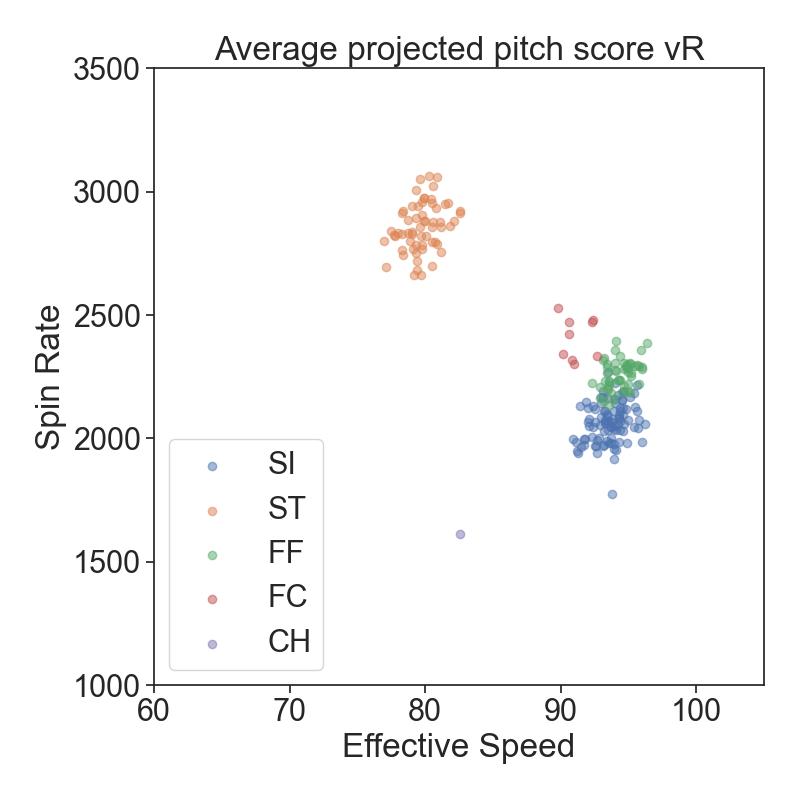 Average projected pitch score vR
3500
3000
2500
2000
1500
1000
Spin Rate
SI
ST
FF
FC
CH
60 70 80 90 100
Effective Speed